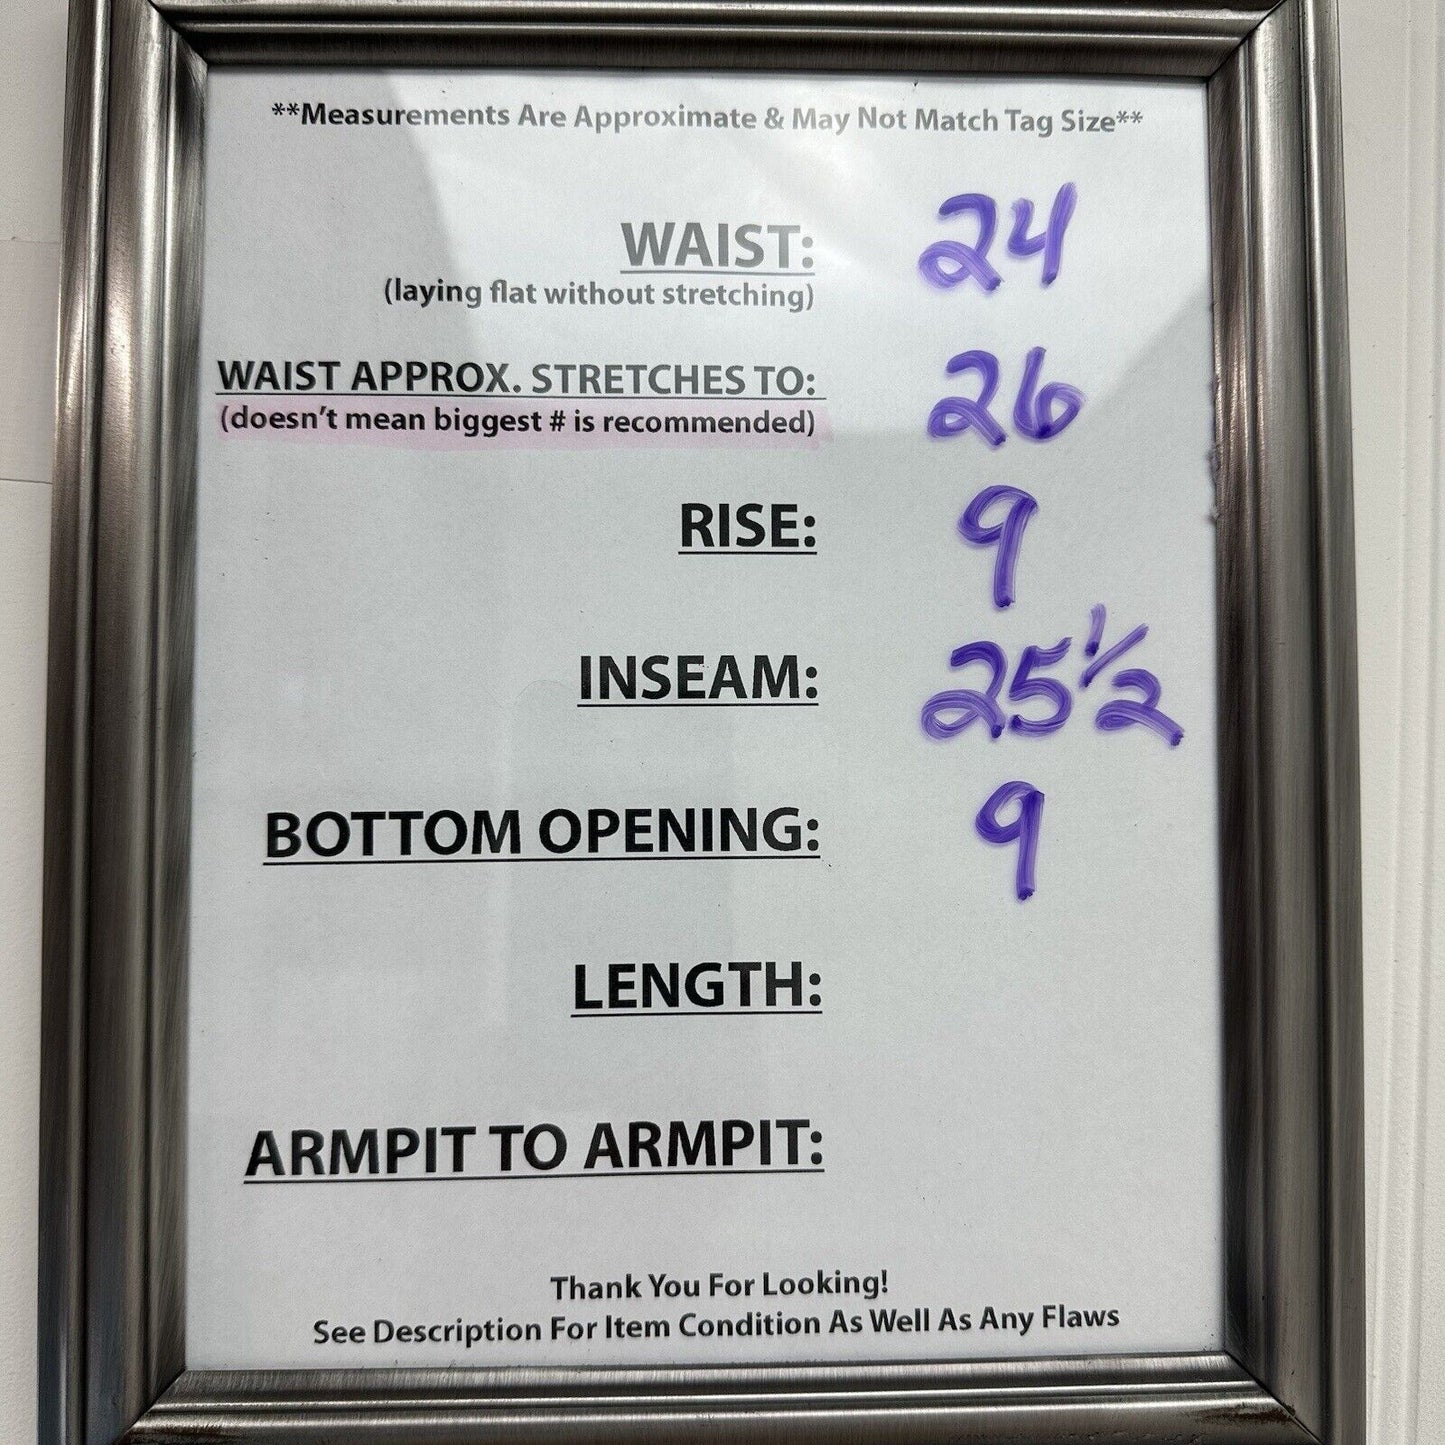 **Measurements Are Approximate & May Not Match Tag Size**
WAIST: 24
(laying flat without stretching)
WAIST APPROX. STRETCHES TO: 26
(doesn't mean biggest # is recommended)
RISE: 9
INSEAM: 25 1/2
BOTTOM OPENING: 9
LENGTH:
ARMPIT TO ARMPIT:
Thank You For Looking!
See Description For Item Condition As Well As Any Flaws